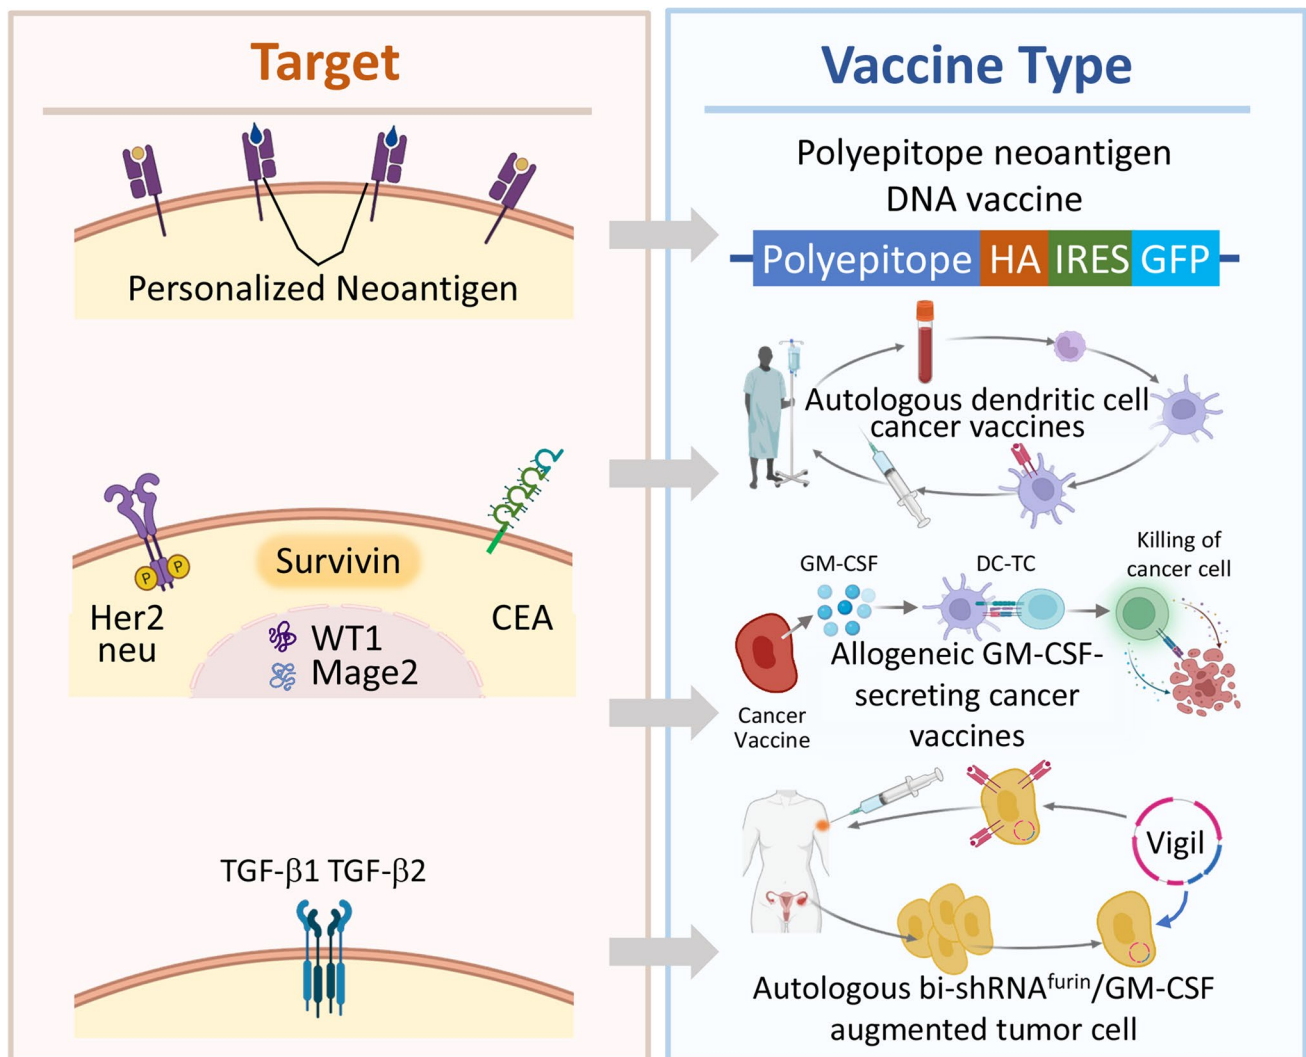 Target
Personalized Neoantigen
Her2
neu
P
P
Survivin
WT1
Mage2
CEA
TGF-β1 TGF-β2
Vaccine Type
Polyepitope neoantigen
DNA vaccine
Polyepitope HA IRES GFP
Autologous dendritic cell
cancer vaccines
GM-CSF
DC-TC
Killing of
cancer cell
Cancer
Vaccine
Allogeneic GM-CSF-
secreting cancer
vaccines
Vigil
Autologous bi-shRNAfurin/GM-CSF
augmented tumor cell